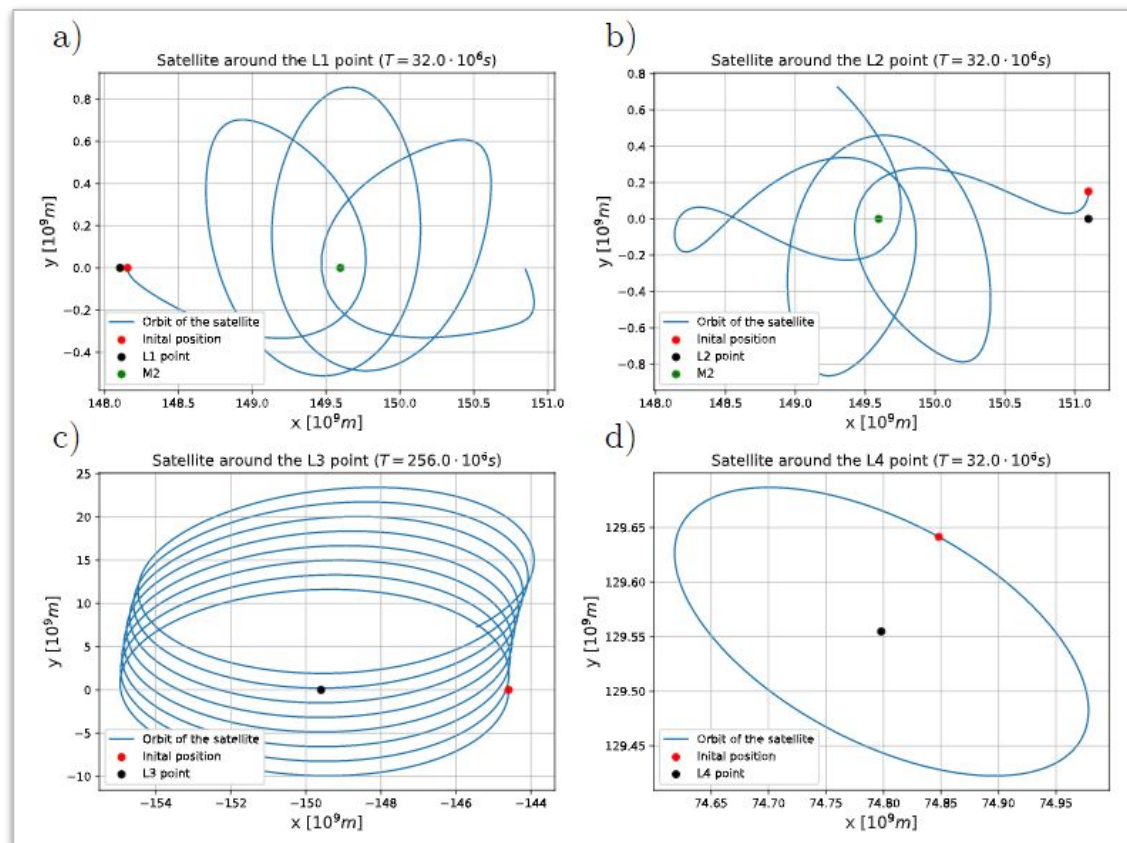 a)
Satellite around the L1 point (T = 32.0 · 10⁶s)
y [10⁹m]
0.8
0.6
0.4
0.2
0.0
−0.2
−0.4
Orbit of the satellite
Inital position
L1 point
M2
148.0 148.5 149.0 149.5 150.0 150.5 151.0
x [10⁹m]
b)
Satellite around the L2 point (T = 32.0 · 10⁶s)
y [10⁹m]
0.8
0.6
0.4
0.2
0.0
−0.2
−0.4
−0.6
−0.8
Orbit of the satellite
Inital position
L2 point
M2
148.0 148.5 149.0 149.5 150.0 150.5 151.0
x [10⁹m]
c)
Satellite around the L3 point (T = 256.0 · 10⁶s)
y [10⁹m]
25
20
15
10
5
0
−5
−10
Orbit of the satellite
Inital position
L3 point
−154 −152 −150 −148 −146 −144
x [10⁹m]
d)
Satellite around the L4 point (T = 32.0 · 10⁶s)
y [10⁹m]
129.65
129.60
129.55
129.50
129.45
Orbit of the satellite
Inital position
L4 point
74.65 74.70 74.75 74.80 74.85 74.90 74.95
x [10⁹m]